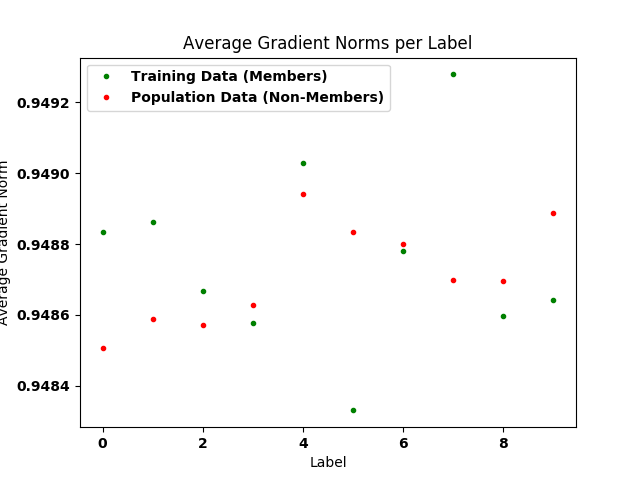 Average Gradient Norms per Label
Training Data (Members)
Population Data (Non-Members)
0.9492
0.9490
0.9488
0.9486
0.9484
Average Gradient Norm
0 2 4 6 8
Label